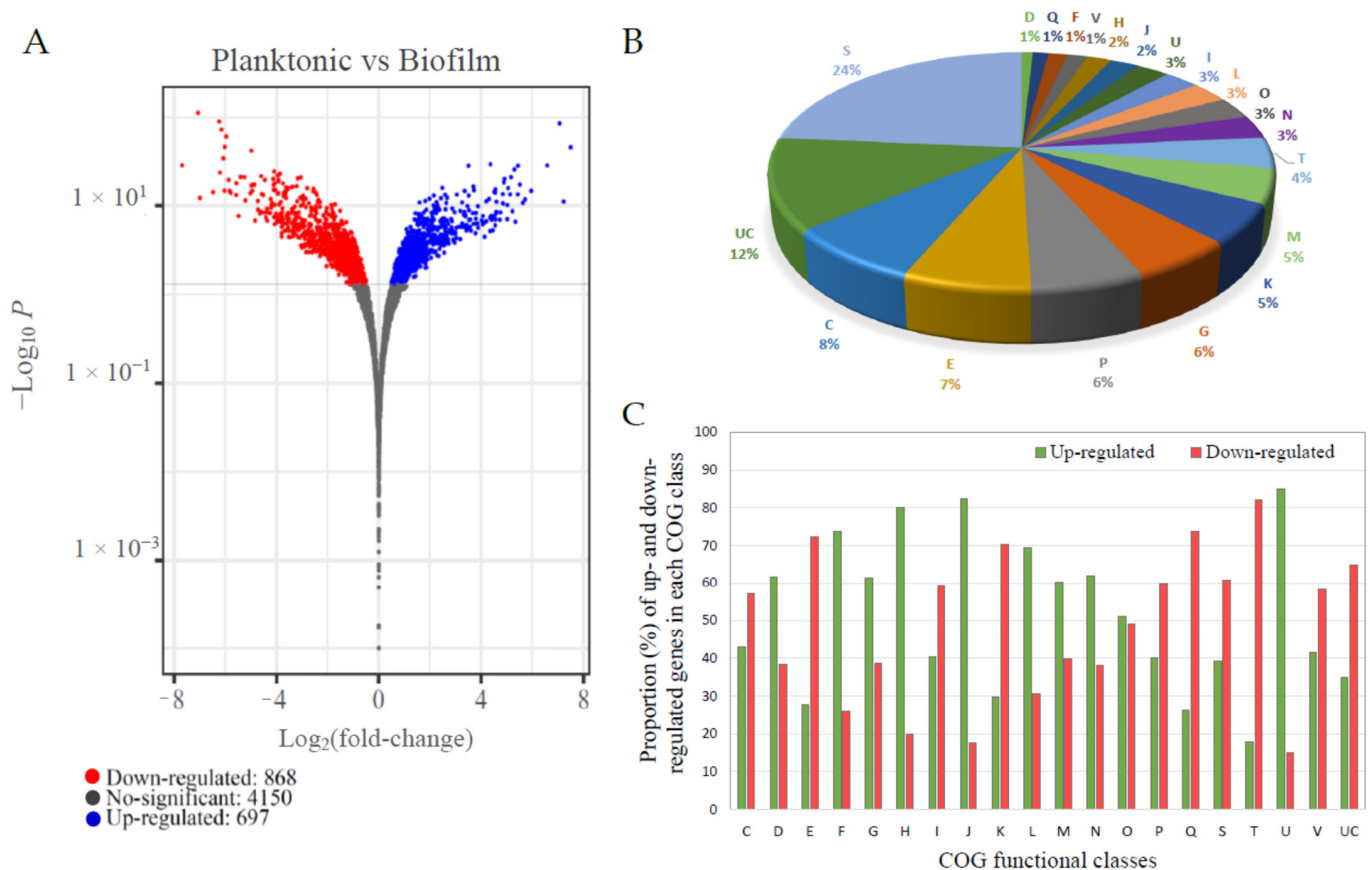 A
Planktonic vs Biofilm
−Log₁₀ P
1 × 10¹
1 × 10⁻¹
1 × 10⁻³
−8
−4
0
4
8
Log₂(fold-change)
Down-regulated: 868
No-significant: 4150
Up-regulated: 697
B
D
1%
Q
1%
F
1%
V
1%
H
2%
J
2%
U
3%
I
3%
L
3%
O
3%
N
3%
T
4%
M
5%
K
5%
G
6%
P
6%
E
7%
C
8%
UC
12%
S
24%
C
Proportion (%) of up- and down-
regulated genes in each COG class
100
90
80
70
60
50
40
30
20
10
0
Up-regulated
Down-regulated
C D E F G H I J K L M N O P Q S T U V UC
COG functional classes